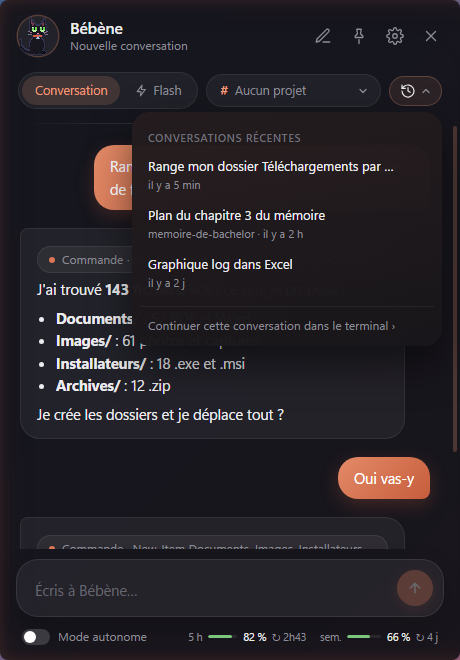 Bébène
Nouvelle conversation
Conversation
Flash
# Aucun projet
CONVERSATIONS RÉCENTES
Range mon dossier Téléchargements par ...
il y a 5 min
Plan du chapitre 3 du mémoire
memoire-de-bachelor · il y a 2 h
Graphique log dans Excel
il y a 2 j
Continuer cette conversation dans le terminal ›
Commande ·
J'ai trouvé 143
Documents
Images/ : 61
Installateurs/ : 18 .exe et .msi
Archives/ : 12 .zip
Je crée les dossiers et je déplace tout ?
Oui vas-y
Commande · New-Item Documents, Images, Installateurs
Écris à Bébène...
Mode autonome
5 h 82 % ↻ 2h43 sem. 66 % ↻ 4 j